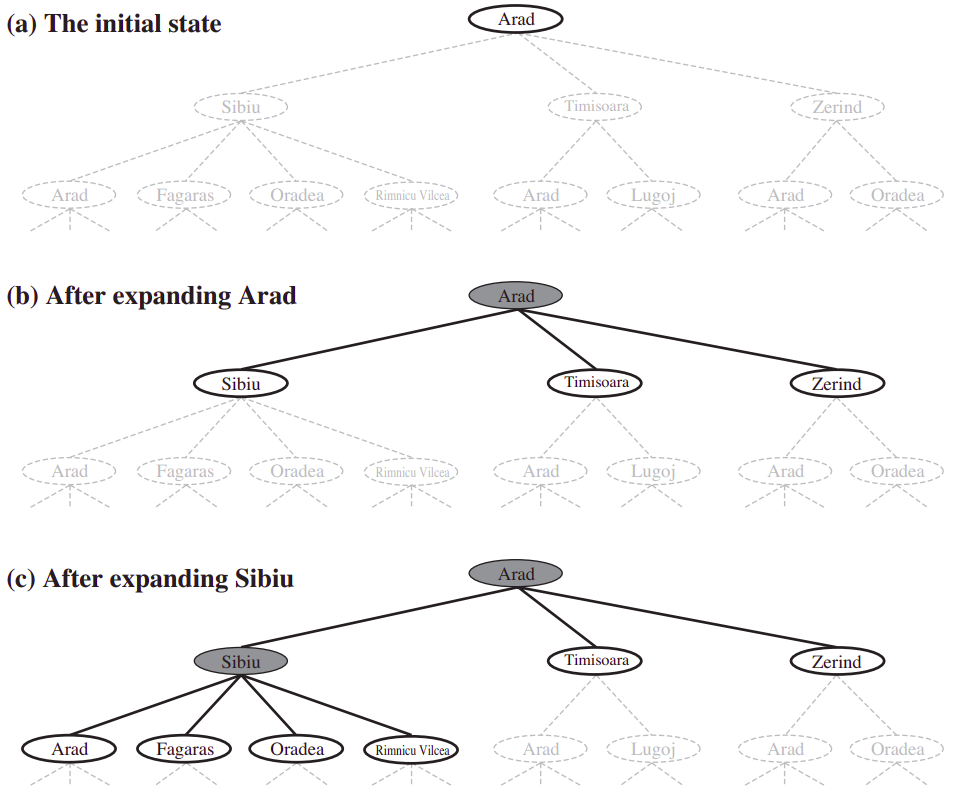 (a) The initial state
Arad
Sibiu Timisoara Zerind
Arad Fagaras Oradea Rimnicu Vilcea Arad Lugoj Arad Oradea
(b) After expanding Arad
Arad
Sibiu Timisoara Zerind
Arad Fagaras Oradea Rimnicu Vilcea Arad Lugoj Arad Oradea
(c) After expanding Sibiu
Arad
Sibiu Timisoara Zerind
Arad Fagaras Oradea Rimnicu Vilcea Arad Lugoj Arad Oradea